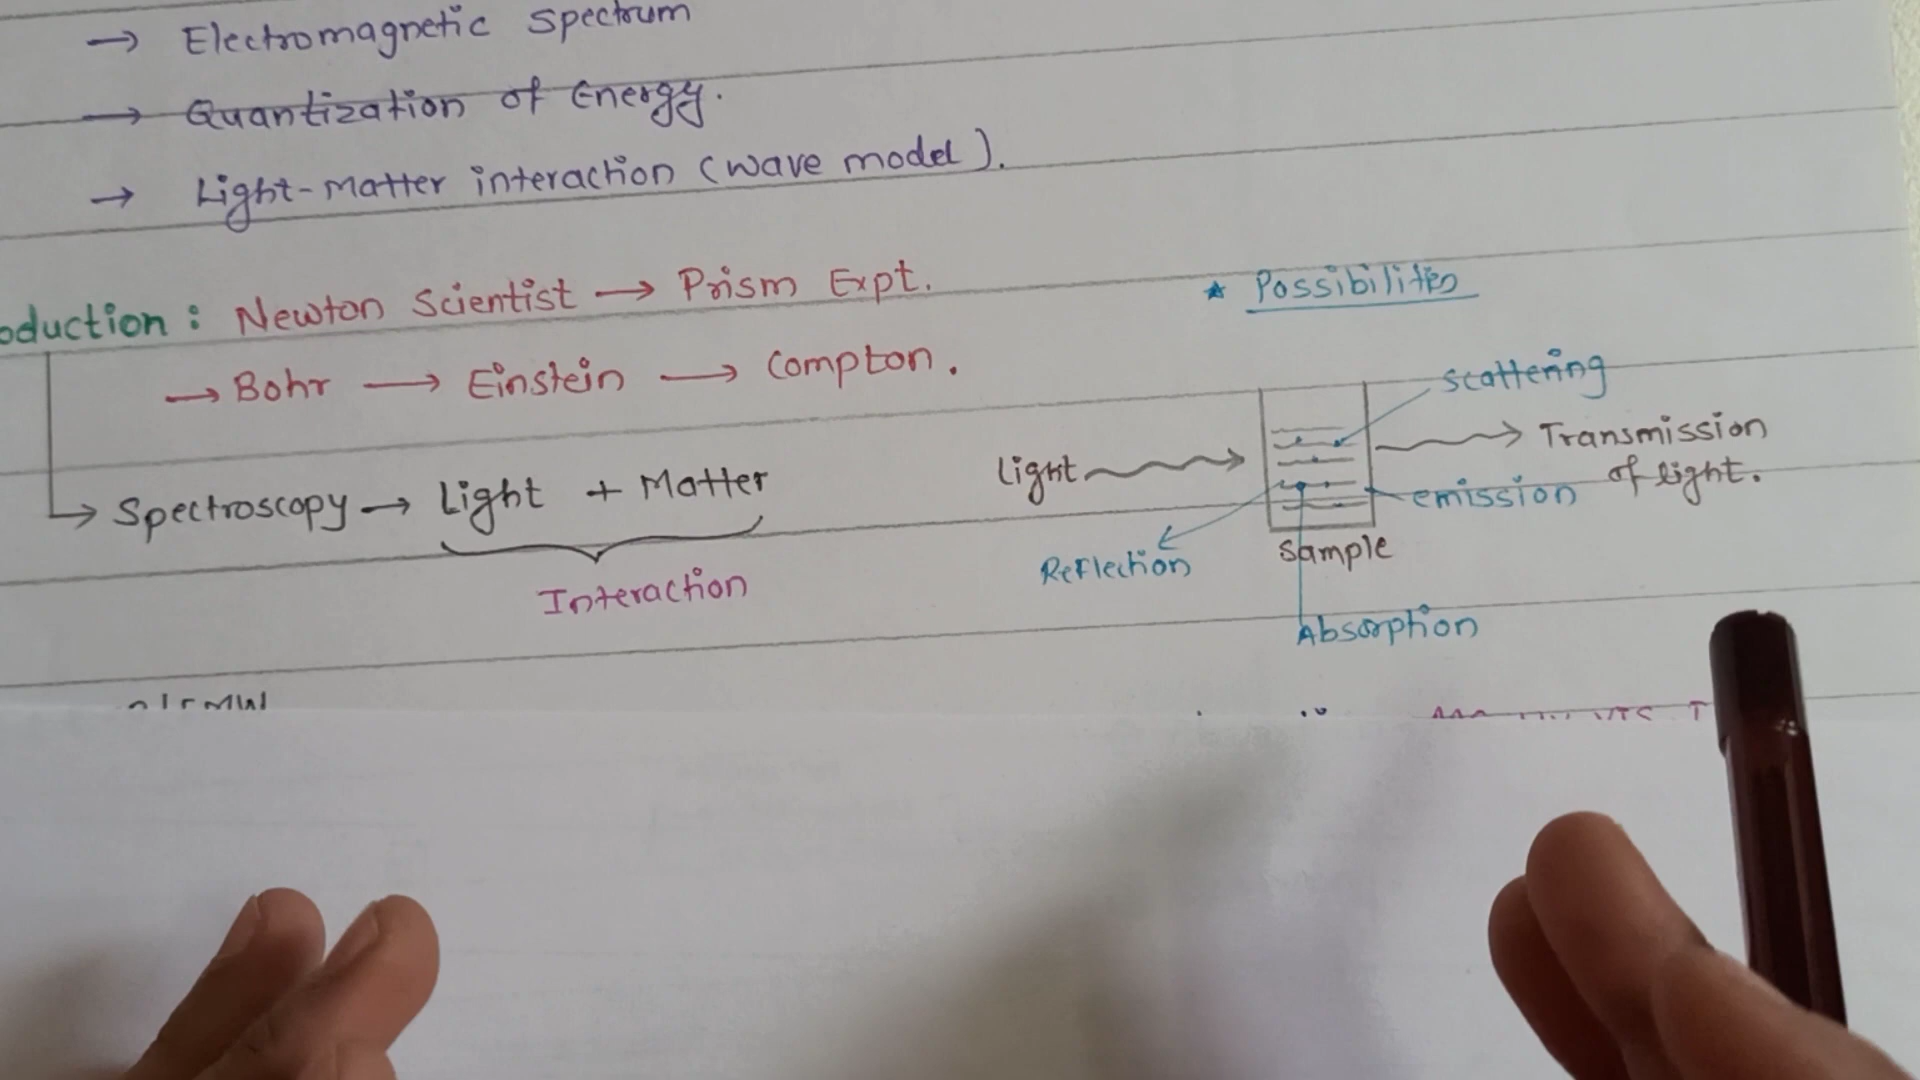 → Electromagnetic Spectrum
→ Quantization of Energy.
→ Light-Matter interaction (wave model).
oduction : Newton Scientist → Prism Expt.
→ Bohr → Einstein → Compton.
↳ Spectroscopy → Light + Matter
Interaction
★ Possibilities
scattering
Light
Transmission
of light.
emission
Reflection
Sample
Absorption